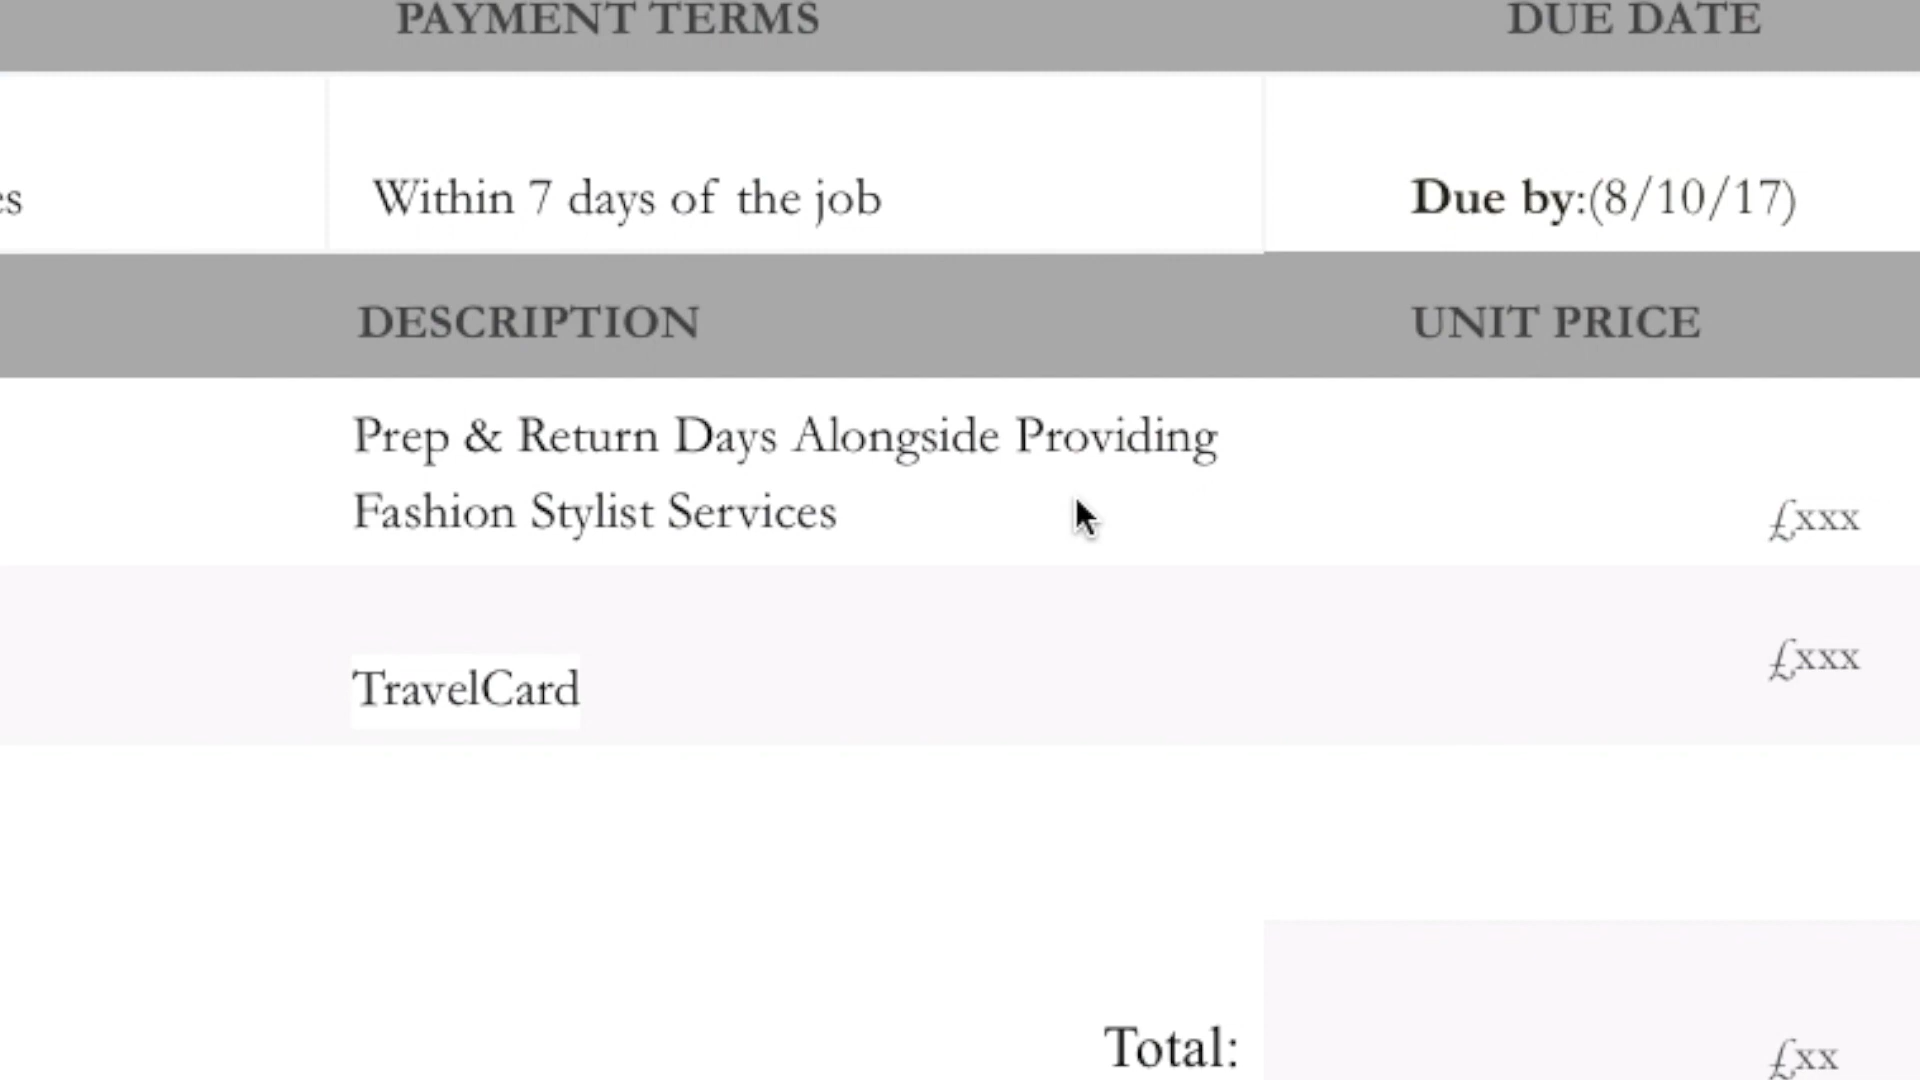 PAYMENT TERMS DUE DATE
es Within 7 days of the job Due by:(8/10/17)
DESCRIPTION UNIT PRICE
Prep & Return Days Alongside Providing
Fashion Stylist Services £xxx
£xxx
TravelCard
Total: £xx